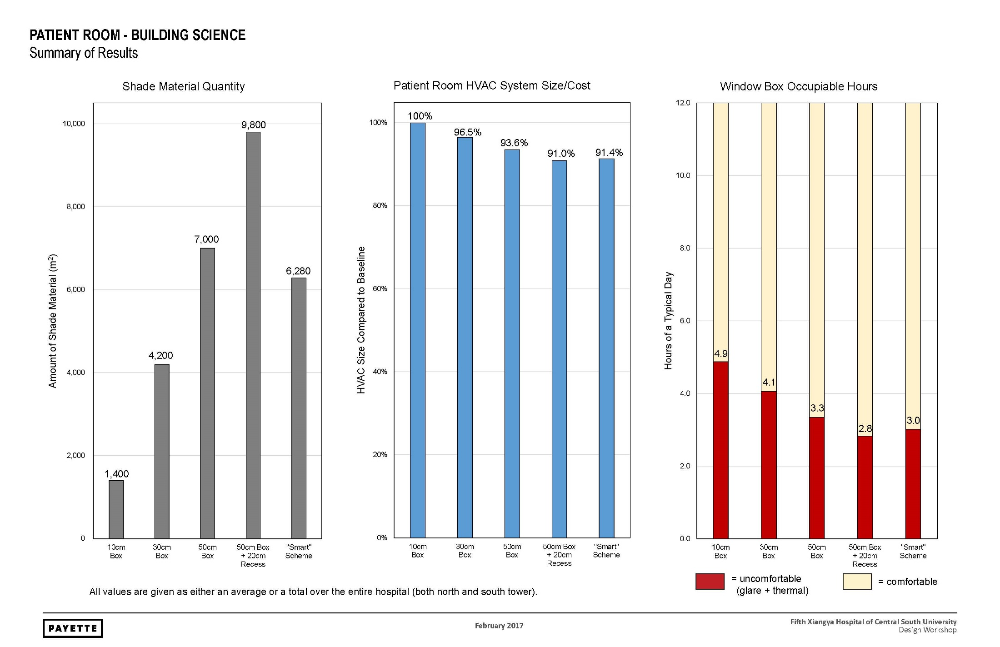 PATIENT ROOM - BUILDING SCIENCE
Summary of Results
Shade Material Quantity
Amount of Shade Material (m²)
10,000
8,000
6,000
4,000
2,000
0
1,400
4,200
7,000
9,800
6,280
10cm
Box
30cm
Box
50cm
Box
50cm Box
+ 20cm
Recess
"Smart"
Scheme
Patient Room HVAC System Size/Cost
HVAC Size Compared to Baseline
100%
80%
60%
40%
20%
0%
100%
96.5%
93.6%
91.0%
91.4%
10cm
Box
30cm
Box
50cm
Box
50cm Box
+ 20cm
Recess
"Smart"
Scheme
Window Box Occupiable Hours
Hours of a Typical Day
12.0
10.0
8.0
6.0
4.0
2.0
0.0
4.9
4.1
3.3
2.8
3.0
10cm
Box
30cm
Box
50cm
Box
50cm Box
+ 20cm
Recess
"Smart"
Scheme
= uncomfortable
(glare + thermal)
= comfortable
All values are given as either an average or a total over the entire hospital (both north and south tower).
PAYETTE
February 2017
Fifth Xiangya Hospital of Central South University
Design Workshop